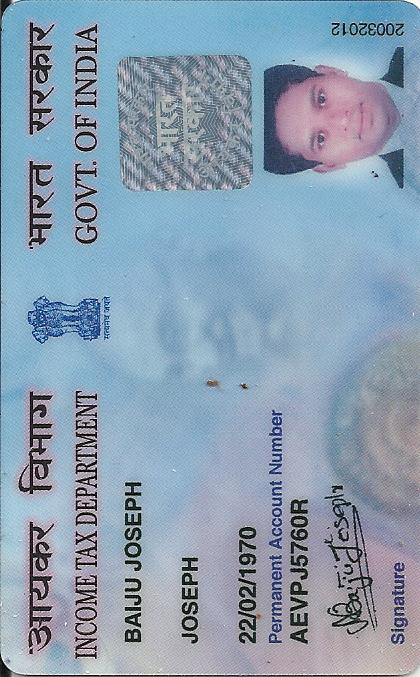 आयकर विभाग
भारत सरकार
INCOME TAX DEPARTMENT
GOVT. OF INDIA
सत्यमेव जयते
BAIJU JOSEPH
भारत
सरकार
JOSEPH
22/02/1970
Permanent Account Number
AEVPJ5760R
Baiju Joseph
Signature
20032012